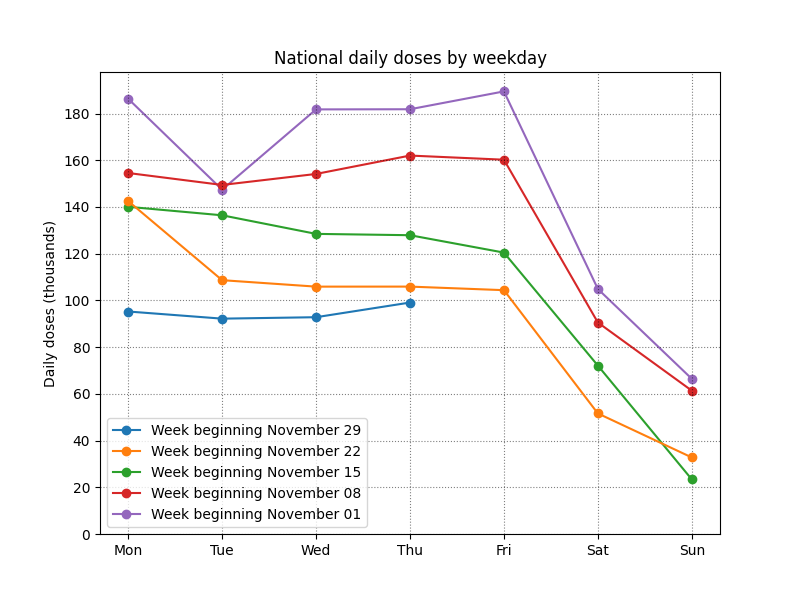 National daily doses by weekday
Daily doses (thousands)
180
160
140
120
100
80
60
40
20
0
Week beginning November 29
Week beginning November 22
Week beginning November 15
Week beginning November 08
Week beginning November 01
Mon Tue Wed Thu Fri Sat Sun